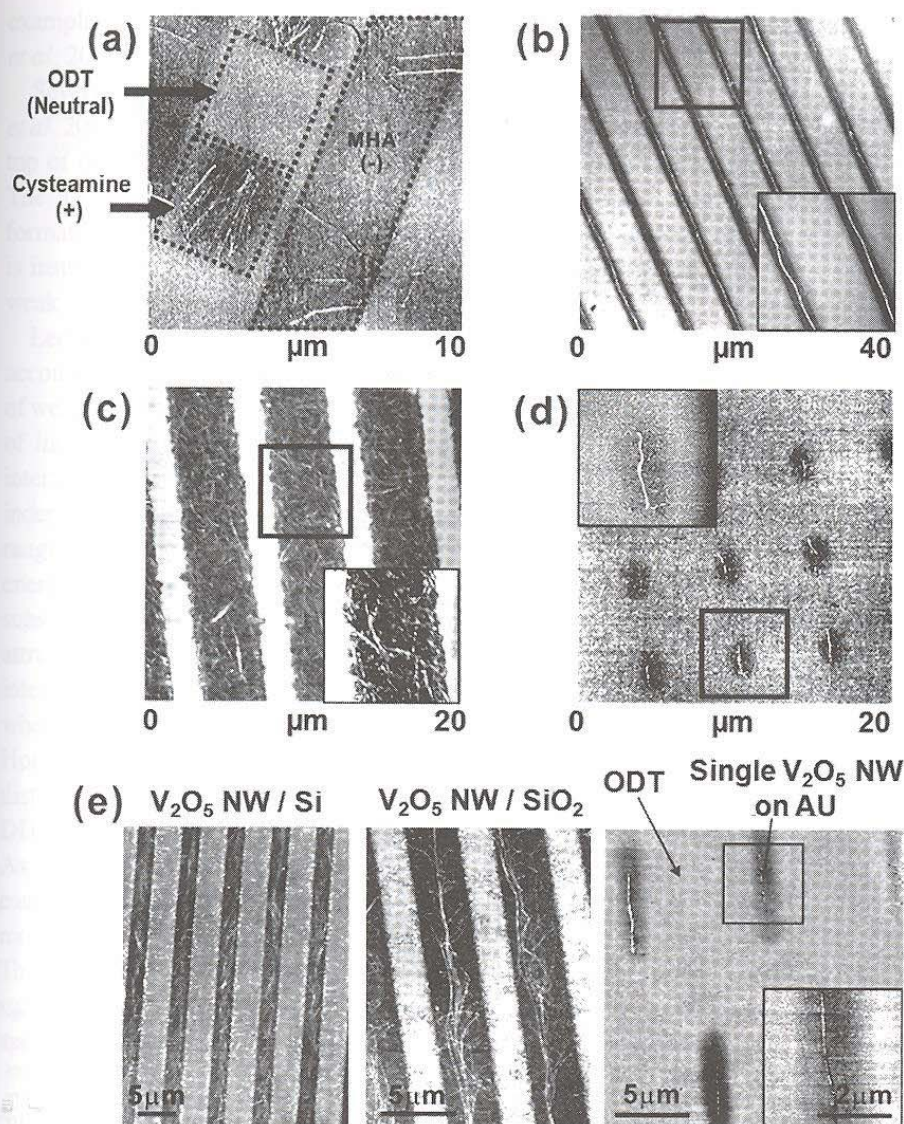 (a)
ODT
(Neutral)
Cysteamine
(+)
MHA
(-)
0 µm 10
(b)
0 µm 40
(c)
0 µm 20
(d)
0 µm 20
(e)
V₂O₅ NW / Si
5µm
V₂O₅ NW / SiO₂
5µm
ODT
Single V₂O₅ NW
on AU
5µm
2µm